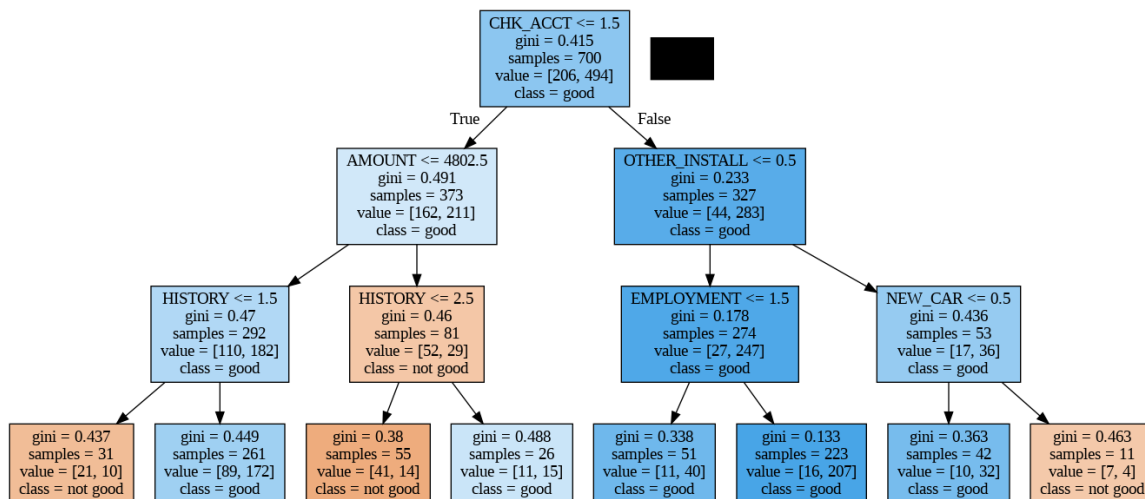 CHK_ACCT <= 1.5
gini = 0.415
samples = 700
value = [206, 494]
class = good
True
False
AMOUNT <= 4802.5
gini = 0.491
samples = 373
value = [162, 211]
class = good
OTHER_INSTALL <= 0.5
gini = 0.233
samples = 327
value = [44, 283]
class = good
HISTORY <= 1.5
gini = 0.47
samples = 292
value = [110, 182]
class = good
HISTORY <= 2.5
gini = 0.46
samples = 81
value = [52, 29]
class = not good
EMPLOYMENT <= 1.5
gini = 0.178
samples = 274
value = [27, 247]
class = good
NEW_CAR <= 0.5
gini = 0.436
samples = 53
value = [17, 36]
class = good
gini = 0.437
samples = 31
value = [21, 10]
class = not good
gini = 0.449
samples = 261
value = [89, 172]
class = good
gini = 0.38
samples = 55
value = [41, 14]
class = not good
gini = 0.488
samples = 26
value = [11, 15]
class = good
gini = 0.338
samples = 51
value = [11, 40]
class = good
gini = 0.133
samples = 223
value = [16, 207]
class = good
gini = 0.363
samples = 42
value = [10, 32]
class = good
gini = 0.463
samples = 11
value = [7, 4]
class = not good